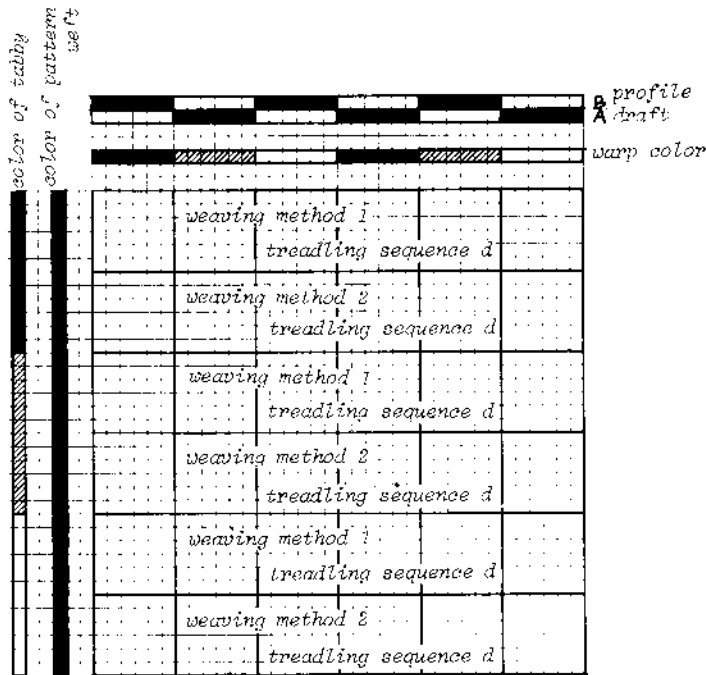 color of tabby
color of pattern
weft
B profile
A draft
warp color
weaving method 1
treadling sequence d
weaving method 2
treadling sequence d
weaving method 1
treadling sequence d
weaving method 2
treadling sequence d
weaving method 1
treadling sequence d
weaving method 2
treadling sequence d